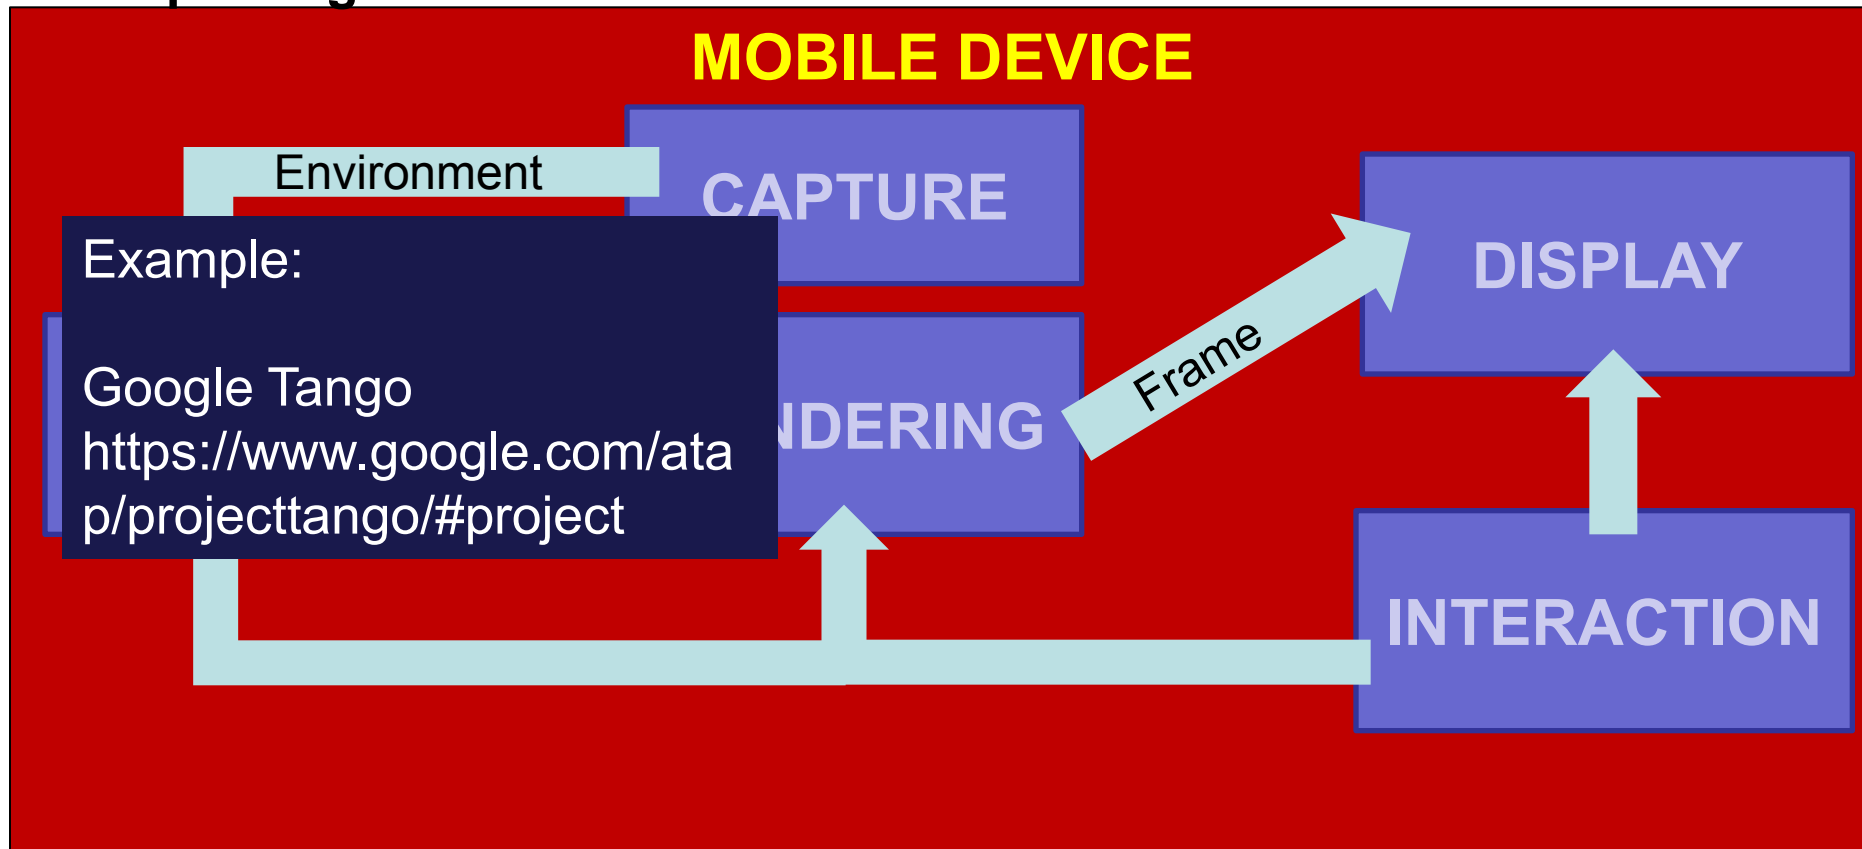 MOBILE DEVICE
Environment
CAPTURE
DISPLAY
Example:
Google Tango
https://www.google.com/ata
p/projecttango/#project
NDERING
Frame
INTERACTION